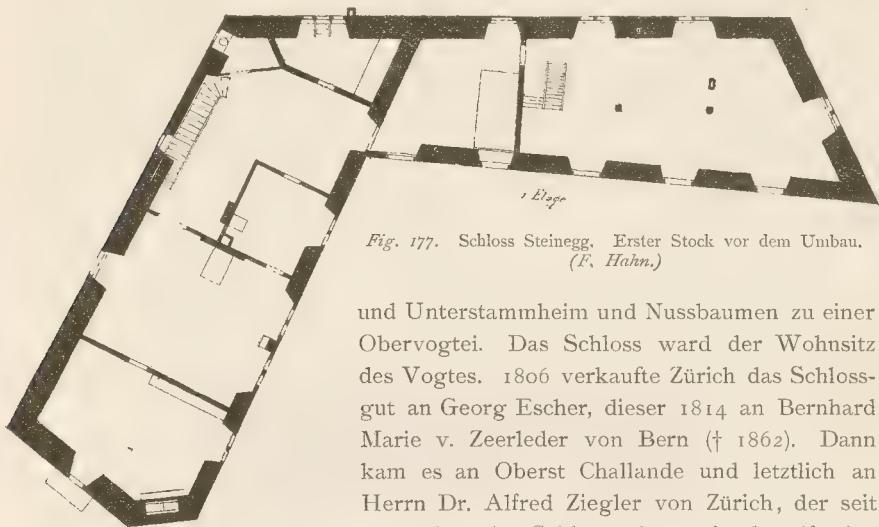 1 Etage
Fig. 177. Schloss Steinegg. Erster Stock vor dem Umbau.
(F. Hahn.)
und Unterstammheim und Nussbaumen zu einer
Obervogtei. Das Schloss ward der Wohnsitz
des Vogtes. 1806 verkaufte Zürich das Schloss-
gut an Georg Escher, dieser 1814 an Bernhard
Marie v. Zeerleder von Bern († 1862). Dann
kam es an Oberst Challande und letztlich an
Herrn Dr. Alfred Ziegler von Zürich, der seit